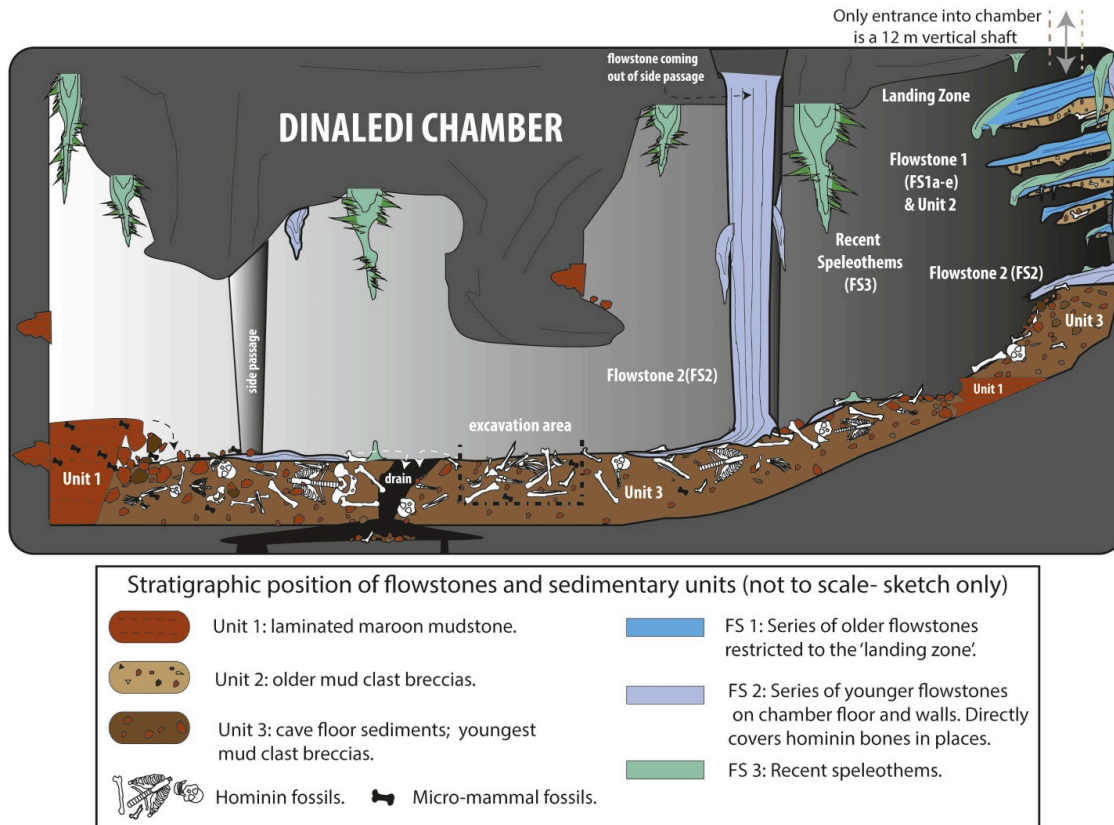 Only entrance into chamber
is a 12 m vertical shaft
flowstone coming
out of side passage
Landing Zone
DINALEDI CHAMBER
Flowstone 1
(FS1a-e)
& Unit 2
Recent
Speleothems
(FS3)
Flowstone 2 (FS2)
Unit 3
side passage
Flowstone 2(FS2)
Unit 1
excavation area
Unit 1
drain
Unit 3
Stratigraphic position of flowstones and sedimentary units (not to scale- sketch only)
Unit 1: laminated maroon mudstone.
Unit 2: older mud clast breccias.
Unit 3: cave floor sediments; youngest
mud clast breccias.
Hominin fossils.
Micro-mammal fossils.
FS 1: Series of older flowstones
restricted to the ‘landing zone’.
FS 2: Series of younger flowstones
on chamber floor and walls. Directly
covers hominin bones in places.
FS 3: Recent speleothems.